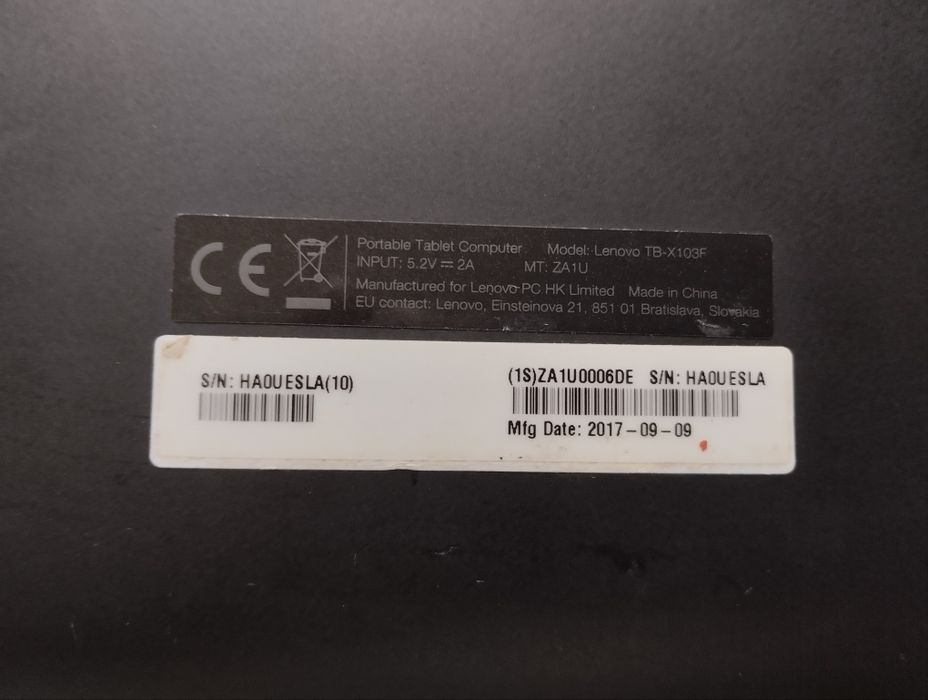 CE
Portable Tablet Computer Model: Lenovo TB-X103F
INPUT: 5.2V⎓2A MT: ZA1U
Manufactured for Lenovo PC HK Limited Made in China
EU contact: Lenovo, Einsteinova 21, 851 01 Bratislava, Slovakia
S/N: HA0UESLA(10)
(1S)ZA1U0006DE S/N: HA0UESLA
Mfg Date: 2017-09-09